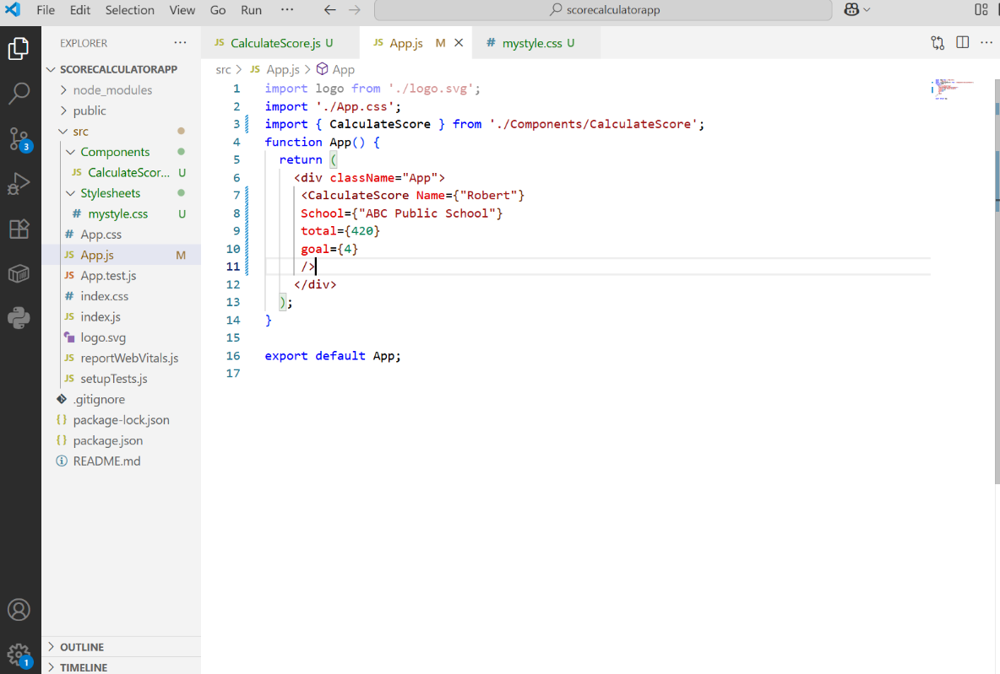 File Edit Selection View Go Run ··· scorecalculatorapp
EXPLORER ···
SCORECALCULATORAPP
node_modules
public
src
Components
JS CalculateScor... U
Stylesheets
# mystyle.css U
# App.css
JS App.js M
JS App.test.js
# index.css
JS index.js
logo.svg
JS reportWebVitals.js
JS setupTests.js
.gitignore
{} package-lock.json
{} package.json
README.md
OUTLINE
TIMELINE
3
1
JS CalculateScore.js U JS App.js M # mystyle.css U ···
src > JS App.js > App
1 import logo from './logo.svg';
2 import './App.css';
3 import { CalculateScore } from './Components/CalculateScore';
4 function App() {
5 return (
6 <div className="App">
7 <CalculateScore Name={"Robert"}
8 School={"ABC Public School"}
9 total={420}
10 goal={4}
11 />
12 </div>
13 );
14 }
15
16 export default App;
17